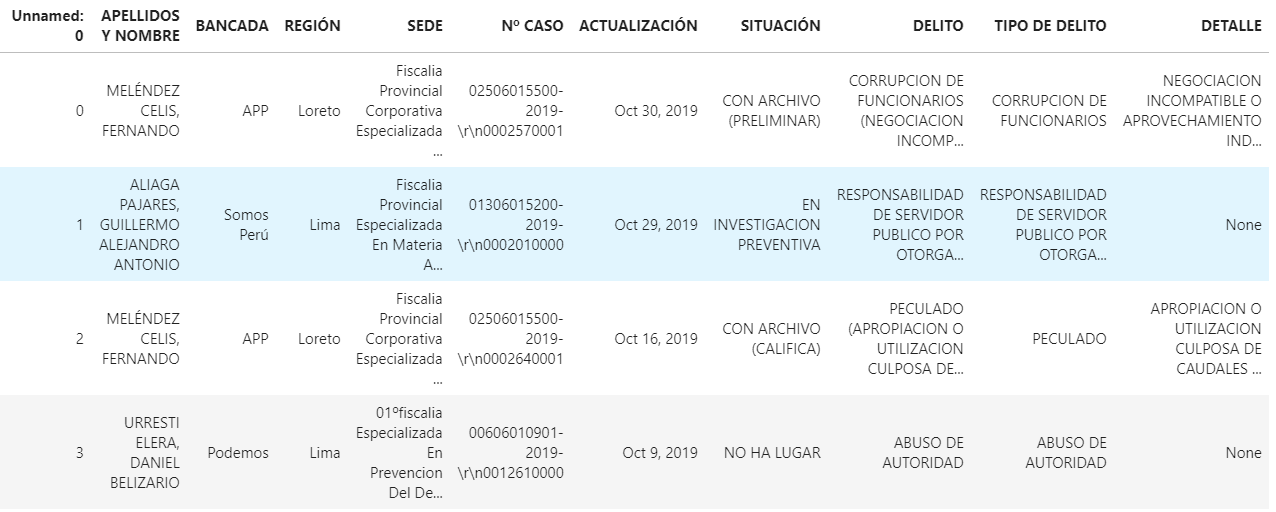 Unnamed:
0
APELLIDOS
Y NOMBRE
BANCADA
REGIÓN
SEDE
Nº CASO
ACTUALIZACIÓN
SITUACIÓN
DELITO
TIPO DE DELITO
DETALLE
0
MELÉNDEZ
CELIS,
FERNANDO
APP
Loreto
Fiscalia
Provincial
Corporativa
Especializada
...
02506015500-
2019-
\r\n0002570001
Oct 30, 2019
CON ARCHIVO
(PRELIMINAR)
CORRUPCION DE
FUNCIONARIOS
(NEGOCIACION
INCOMP...
CORRUPCION DE
FUNCIONARIOS
NEGOCIACION
INCOMPATIBLE O
APROVECHAMIENTO
IND...
1
ALIAGA
PAJARES,
GUILLERMO
ALEJANDRO
ANTONIO
Somos
Perú
Lima
Fiscalia
Provincial
Especializada
En Materia
A...
01306015200-
2019-
\r\n0002010000
Oct 29, 2019
EN
INVESTIGACION
PREVENTIVA
RESPONSABILIDAD
DE SERVIDOR
PUBLICO POR
OTORGA...
RESPONSABILIDAD
DE SERVIDOR
PUBLICO POR
OTORGA...
None
2
MELÉNDEZ
CELIS,
FERNANDO
APP
Loreto
Fiscalia
Provincial
Corporativa
Especializada
...
02506015500-
2019-
\r\n0002640001
Oct 16, 2019
CON ARCHIVO
(CALIFICA)
PECULADO
(APROPIACION O
UTILIZACION
CULPOSA DE...
PECULADO
APROPIACION O
UTILIZACION
CULPOSA DE
CAUDALES ...
3
URRESTI
ELERA,
DANIEL
BELIZARIO
Podemos
Lima
01ºfiscalia
Especializada
En
Prevencion
Del De...
00606010901-
2019-
\r\n0012610000
Oct 9, 2019
NO HA LUGAR
ABUSO DE
AUTORIDAD
ABUSO DE
AUTORIDAD
None